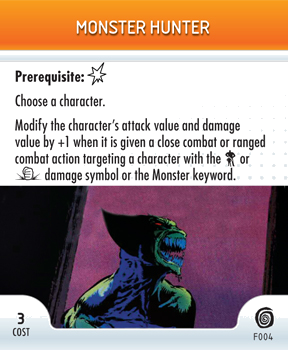 MONSTER HUNTER
Prerequisite:
Choose a character.
Modify the character's attack value and damage
value by +1 when it is given a close combat or ranged
combat action targeting a character with the or
damage symbol or the Monster keyword.
3
COST
F004